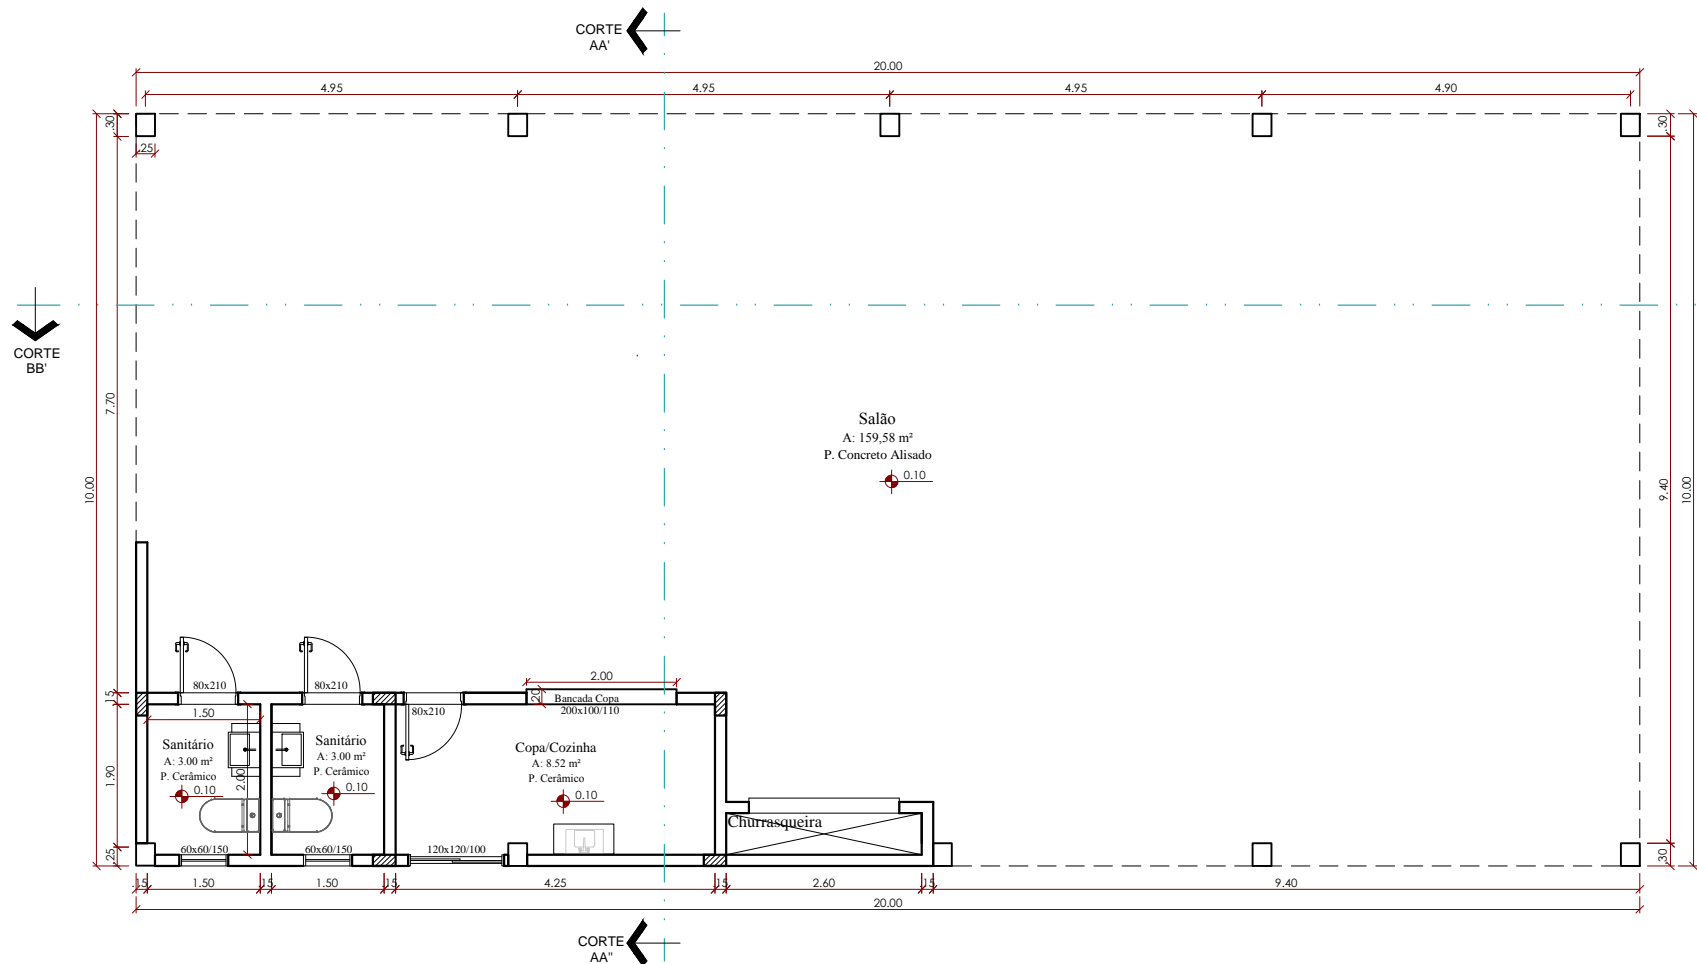 CORTE
AA'
20.00
4.95
4.95
4.95
4.90
.30
.25
.30
CORTE
BB'
7.70
10.00
9.40
10.00
Salão
A: 159,58 m²
P. Concreto Alisado
0.10
2.00
.15
80x210
80x210
80x210
.20
Bancada Copa
200x100/110
1.50
Sanitário
A: 3.00 m²
P. Cerâmico
0.10
2.00
Sanitário
A: 3.00 m²
P. Cerâmico
0.10
Copa/Cozinha
A: 8.52 m²
P. Cerâmico
0.10
1.90
Churrasqueira
.25
60x60/150
60x60/150
120x120/100
.30
.15
1.50
.15
1.50
.15
4.25
.15
2.60
.15
9.40
20.00
CORTE
AA"